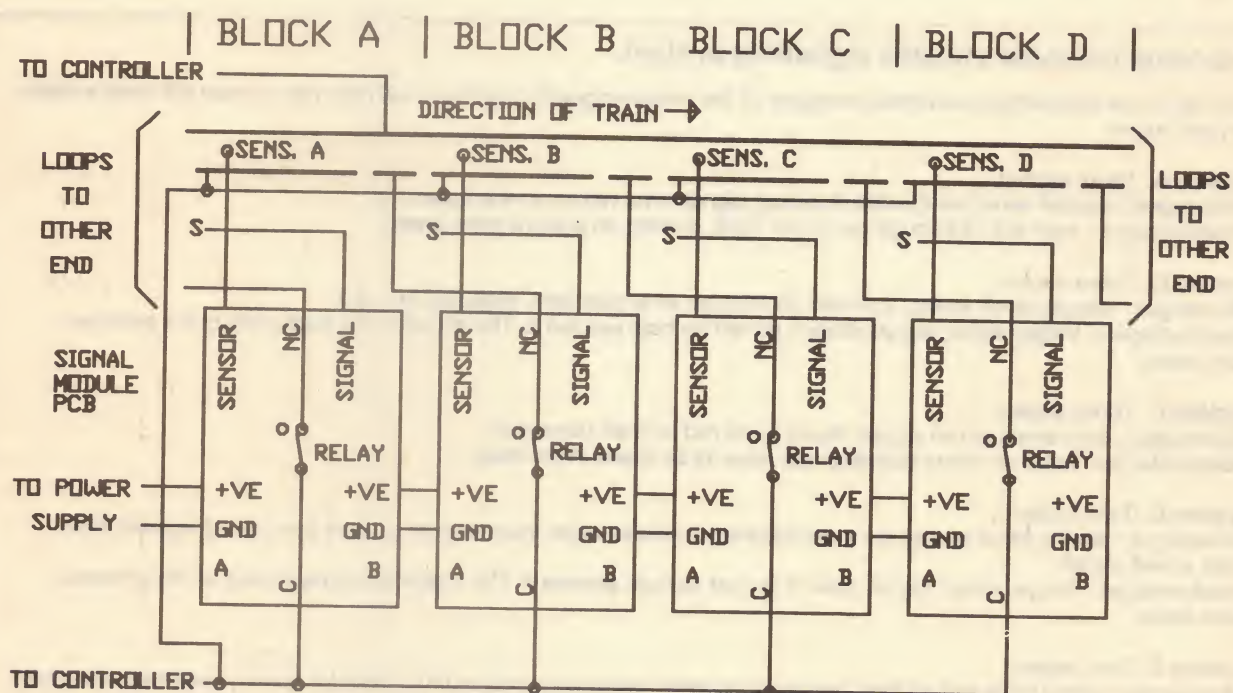 BLOCK A | BLOCK B BLOCK C BLOCK D
TO CONTROLLER
DIRECTION OF TRAIN
LOOPS
TO
OTHER
END
SENS. A
SENS. B
SENS. C
SENS. D
LOOPS
TO
OTHER
END
S
S
S
S
SIGNAL
MODULE
PCB
SENSOR
NC
SIGNAL
RELAY
SENSOR
NC
SIGNAL
RELAY
SENSOR
NC
SIGNAL
RELAY
SENSOR
NC
SIGNAL
RELAY
TO POWER
SUPPLY
+VE +VE
GND GND
A B
C
+VE +VE
GND GND
A B
C
+VE +VE
GND GND
A B
C
+VE +VE
GND GND
A B
C
TO CONTROLLER